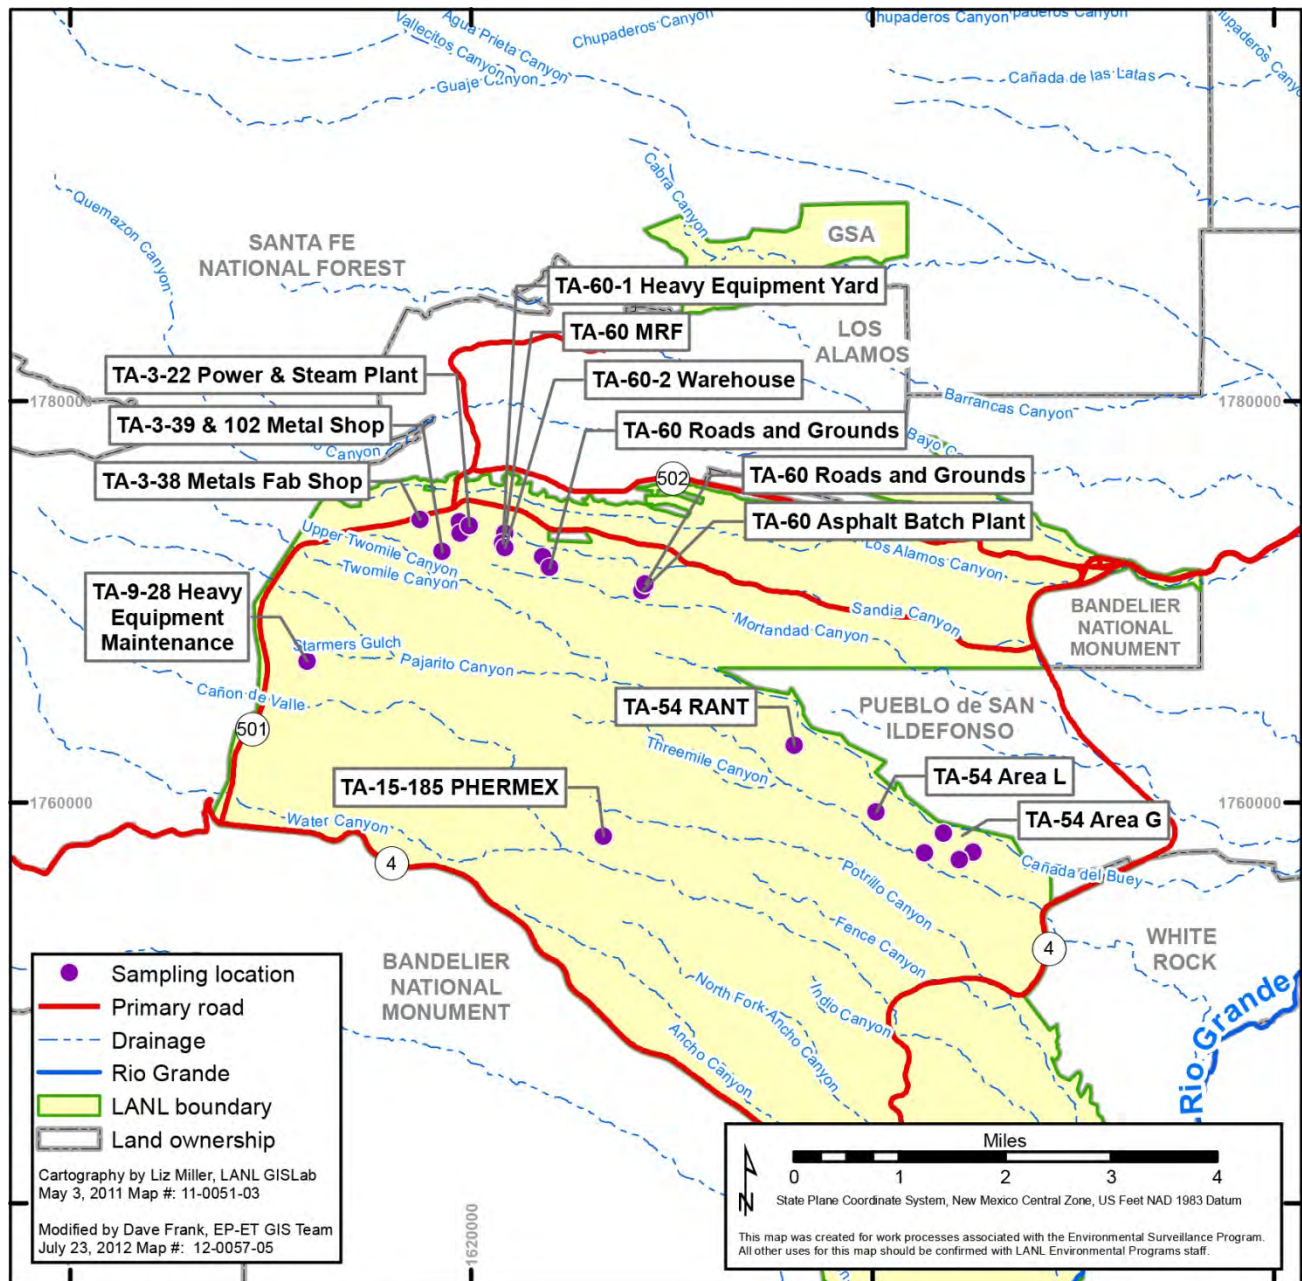 Agua Prieta Canyon
Vallecitos Canyon
Chupaderos Canyon
Chupaderos Canyon
paderos Canyon
hupaderos Canyon
Guaje Canyon
Cañada de las Latas
Cabra Canyon
Quemazon Canyon
SANTA FE
NATIONAL FOREST
GSA
TA-60-1 Heavy Equipment Yard
TA-60 MRF
LOS
ALAMOS
TA-3-22 Power & Steam Plant
TA-60-2 Warehouse
1780000
1780000
Barrancas Canyon
TA-3-39 & 102 Metal Shop
TA-60 Roads and Grounds
Bayo C
Canyon
TA-3-38 Metals Fab Shop
502
TA-60 Roads and Grounds
TA-60 Asphalt Batch Plant
Upper Twomile Canyon
Los Alamos Canyon
Twomile Canyon
TA-9-28 Heavy
Equipment
Maintenance
Sandia Canyon
BANDELIER
NATIONAL
MONUMENT
Mortandad Canyon
Starmers Gulch
Pajarito Canyon
Cañon de Valle
TA-54 RANT
PUEBLO de SAN
ILDEFONSO
501
Threemile Canyon
TA-54 Area L
TA-15-185 PHERMEX
1760000
1760000
Water Canyon
TA-54 Area G
4
Cañada del Buey
Potrillo Canyon
Fence Canyon
WHITE
ROCK
4
BANDELIER
NATIONAL
MONUMENT
North Fork Ancho Canyon
Indio Canyon
Ancho Canyon
Rio Grande
Sampling location
Primary road
Drainage
Rio Grande
LANL boundary
Land ownership
Cartography by Liz Miller, LANL GISLab
May 3, 2011 Map #: 11-0051-03
Modified by Dave Frank, EP-ET GIS Team
July 23, 2012 Map #: 12-0057-05
1620000
Miles
0 1 2 3 4
N
State Plane Coordinate System, New Mexico Central Zone, US Feet NAD 1983 Datum
This map was created for work processes associated with the Environmental Surveillance Program.
All other uses for this map should be confirmed with LANL Environmental Programs staff.